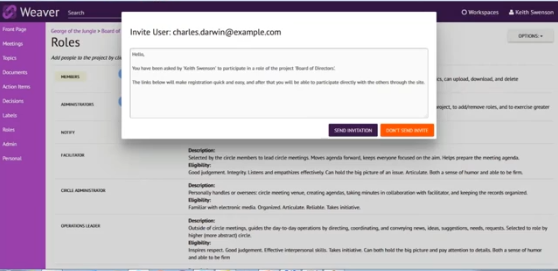 Weaver
Search
Workspaces
Keith Swenson
Front Page
Meetings
Topics
Documents
Action Items
Decisions
Labels
Roles
Admin
Personal
George of the Jungle > Board of
Roles
OPTIONS:
Add people to the project by cl
Invite User: charles.darwin@example.com
Hello,
You have been asked by 'Keith Swenson' to participate in a role of the project 'Board of Directors'.
The links below will make registration quick and easy, and after that you will be able to participate directly with the others through the site.
SEND INVITATION
DON'T SEND INVITE
MEMBERS
cs, can upload, download, and delete
ADMINISTRATORS
project, to add/remove roles, and to exercise greater
NOTIFY
FACILITATOR
Description:
Selected by the circle members to lead circle meetings. Moves agenda forward, keeps everyone focused on the aim. Helps prepare the meeting agenda.
Eligibility:
Good judgement. Integrity. Listens and empathizes effectively. Can hold the big picture of an issue. Articulate. Both a sense of humor and able to be firm.
CIRCLE ADMINISTRATOR
Description:
Personally handles or oversees: circle meeting venue, creating agendas, taking minutes in collaboration with facilitator, and keeping the records organized.
Eligibility:
Familiar with electronic media. Organized. Articulate. Reliable. Takes initiative.
OPERATIONS LEADER
Description:
Outside of circle meetings, guides the day-to-day operations by directing, coordinating, and conveying news, ideas, suggestions, needs, requests. Selected to role by
higher (more abstract) circle.
Eligibility:
Inspires respect. Good judgement. Effective interpersonal skills. Takes initiative. Can both hold the big picture and pay attention to details. Both a sense of humor
and able to be firm